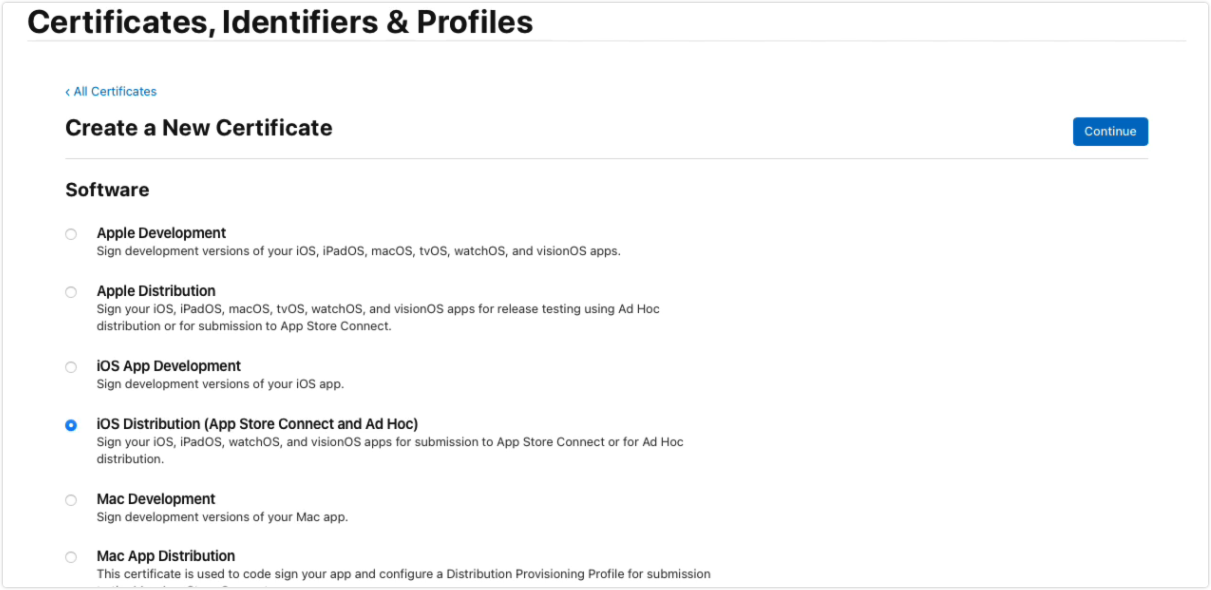 Certificates, Identifiers & Profiles
‹ All Certificates
Create a New Certificate
Continue
Software
Apple Development
Sign development versions of your iOS, iPadOS, macOS, tvOS, watchOS, and visionOS apps.
Apple Distribution
Sign your iOS, iPadOS, macOS, tvOS, watchOS, and visionOS apps for release testing using Ad Hoc
distribution or for submission to App Store Connect.
iOS App Development
Sign development versions of your iOS app.
iOS Distribution (App Store Connect and Ad Hoc)
Sign your iOS, iPadOS, watchOS, and visionOS apps for submission to App Store Connect or for Ad Hoc
distribution.
Mac Development
Sign development versions of your Mac app.
Mac App Distribution
This certificate is used to code sign your app and configure a Distribution Provisioning Profile for submission